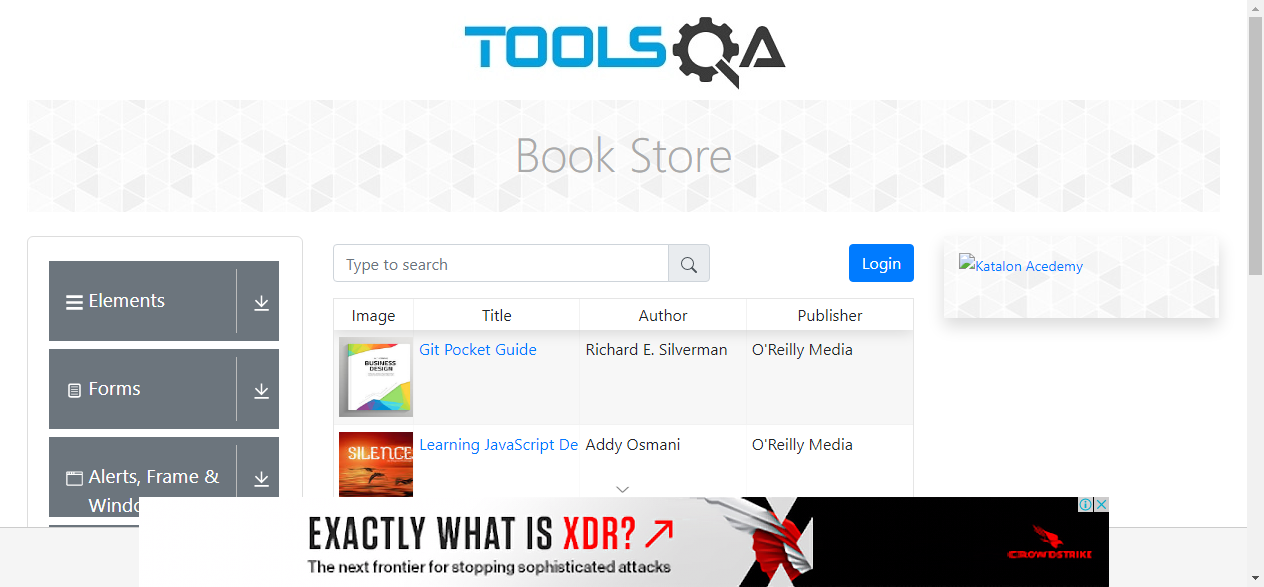 TOOLSQA
Book Store
Elements
Forms
Alerts, Frame &
Windo
Type to search
Login
Image Title Author Publisher
BUSINESS
DESIGN
Git Pocket Guide Richard E. Silverman O'Reilly Media
SILENCE
Learning JavaScript De Addy Osmani O'Reilly Media
Katalon Acedemy
EXACTLY WHAT IS XDR?
The next frontier for stopping sophisticated attacks
CROWDSTRIKE